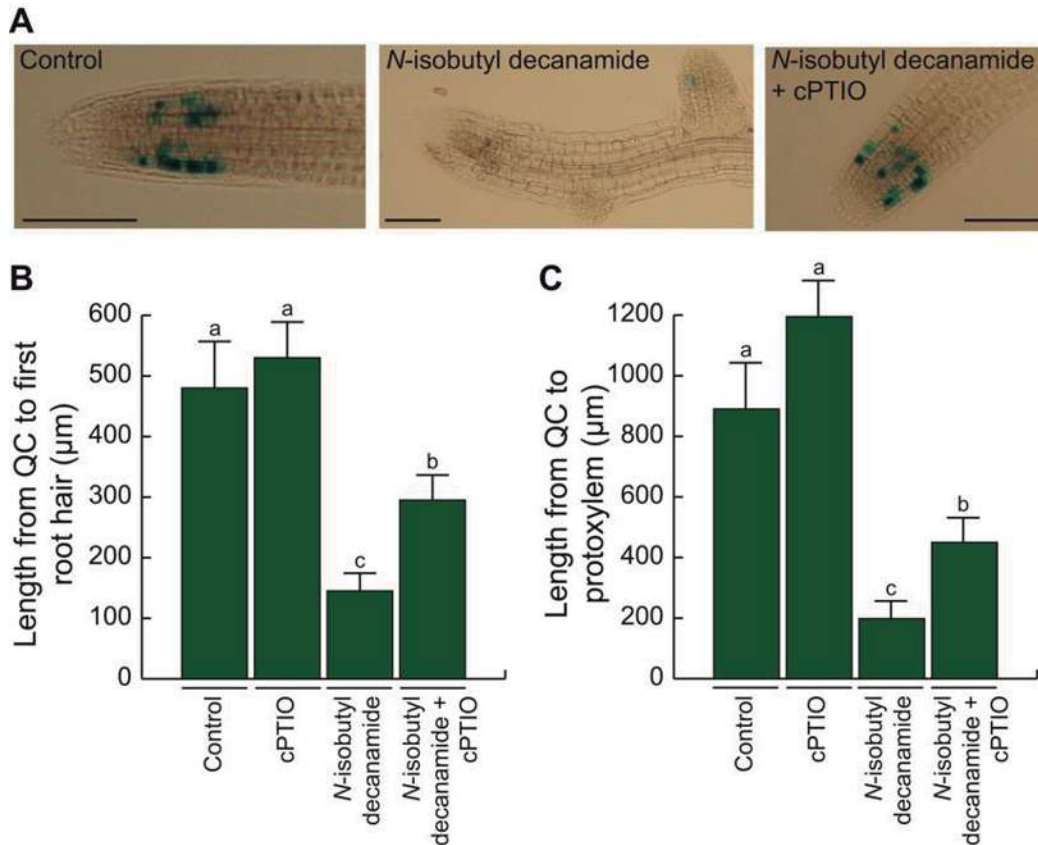 A
Control
N-isobutyl decanamide
N-isobutyl decanamide
+ cPTIO
B
Length from QC to first
root hair (µm)
600
500
400
300
200
100
0
a
a
c
b
Control
cPTIO
N-isobutyl
decanamide
N-isobutyl
decanamide +
cPTIO
C
Length from QC to
protoxylem (µm)
1200
1000
800
600
400
200
0
a
a
c
b
Control
cPTIO
N-isobutyl
decanamide
N-isobutyl
decanamide +
cPTIO